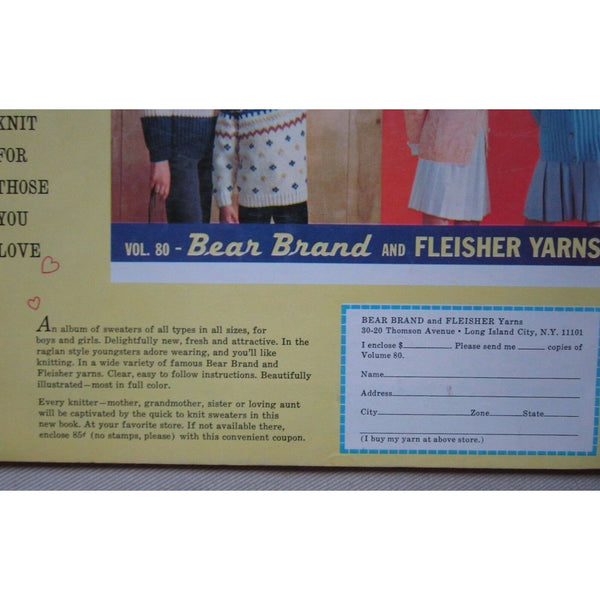 KNIT
FOR
THOSE
YOU
LOVE
VOL. 80 - Bear Brand AND FLEISHER YARNS
An album of sweaters of all types in all sizes, for
boys and girls. Delightfully new, fresh and attractive. In the
raglan style youngsters adore wearing, and you'll like
knitting. In a wide variety of famous Bear Brand and
Fleisher yarns. Clear, easy to follow instructions. Beautifully
illustrated—most in full color.
Every knitter—mother, grandmother, sister or loving aunt
will be captivated by the quick to knit sweaters in this
new book. At your favorite store. If not available there,
enclose 85¢ (no stamps, please) with this convenient coupon.
BEAR BRAND and FLEISHER Yarns
30-20 Thomson Avenue • Long Island City, N.Y. 11101
I enclose $____________. Please send me ______ copies of
Volume 80.
Name
Address
City Zone State
(I buy my yarn at above store.)